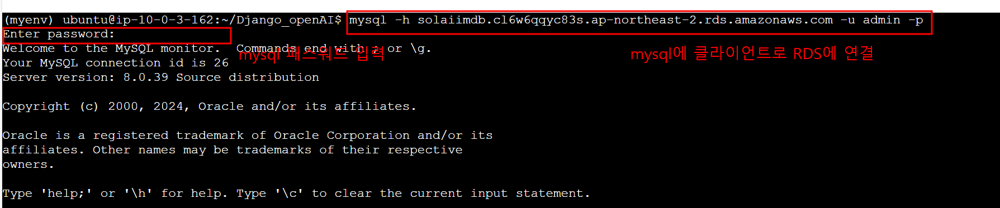 (myenv) ubuntu@ip-10-0-3-162:~/Django_openAI$ mysql -h solaiimdb.cl6w6qqyc83s.ap-northeast-2.rds.amazonaws.com -u admin -p
Enter password:
Welcome to the MySQL monitor.  Commands end with ; or \g.
mysql 패스워드 입력
mysql에 클라이언트로 RDS에 연결
Your MySQL connection id is 26
Server version: 8.0.39 Source distribution
Copyright (c) 2000, 2024, Oracle and/or its affiliates.
Oracle is a registered trademark of Oracle Corporation and/or its
affiliates. Other names may be trademarks of their respective
owners.
Type 'help;' or '\h' for help. Type '\c' to clear the current input statement.